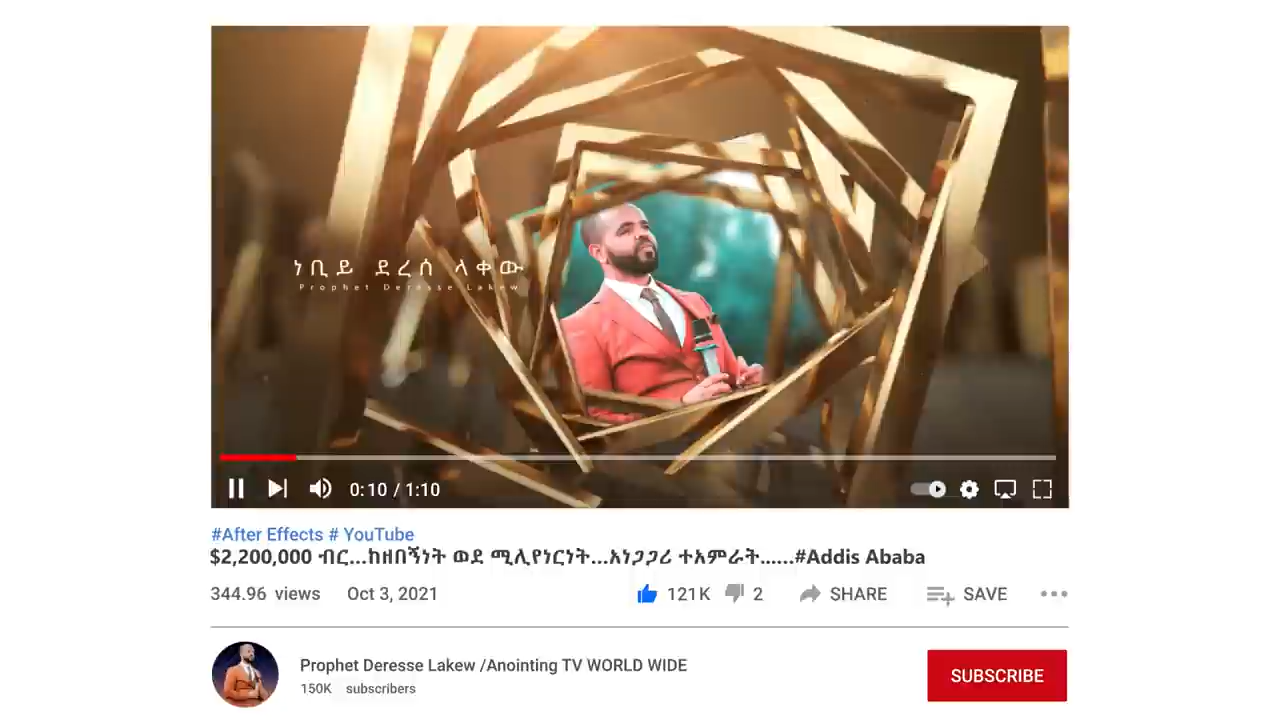 ነቢይ ደረሰ ላቀው
Prophet Deresse Lakew
0:10 / 1:10
#After Effects # YouTube
$2,200,000 ብር...ከዘበኝነት ወደ ሚሊየነርነት...አነጋጋሪ ተአምራት......#Addis Ababa
344.96 views Oct 3, 2021 121K 2 SHARE SAVE
Prophet Deresse Lakew /Anointing TV WORLD WIDE
150K subscribers
SUBSCRIBE